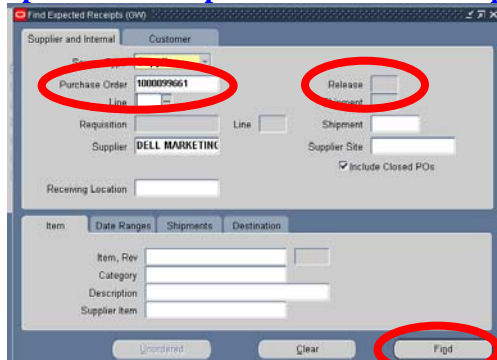 Find Expected Receipts (GW)
Supplier and Internal Customer
Purchase Order 1000099661 Release
Line Shipment
Requisition Line Shipment
Supplier DELL MARKETING Supplier Site
Include Closed POs
Receiving Location
Item Date Ranges Shipments Destination
Item, Rev
Category
Description
Supplier Item
Unordered Clear Find